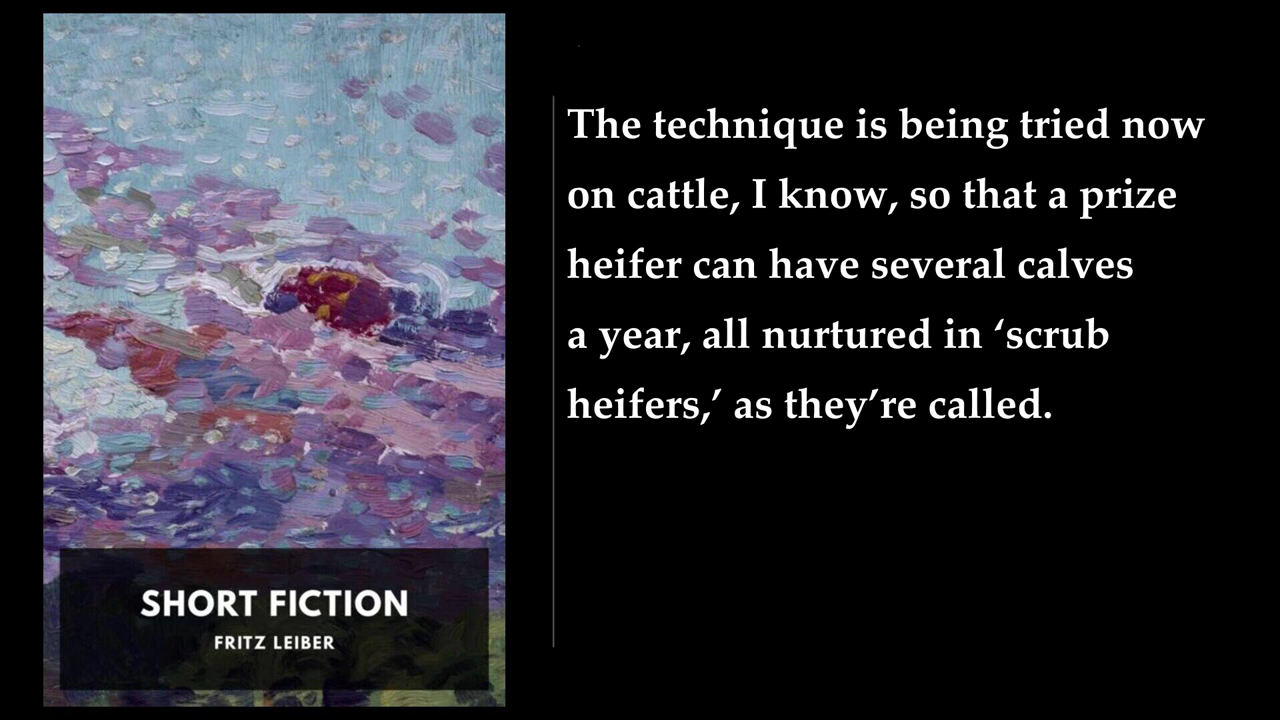 The technique is being tried now
on cattle, I know, so that a prize
heifer can have several calves
a year, all nurtured in ‘scrub
heifers,’ as they’re called.
SHORT FICTION
FRITZ LEIBER